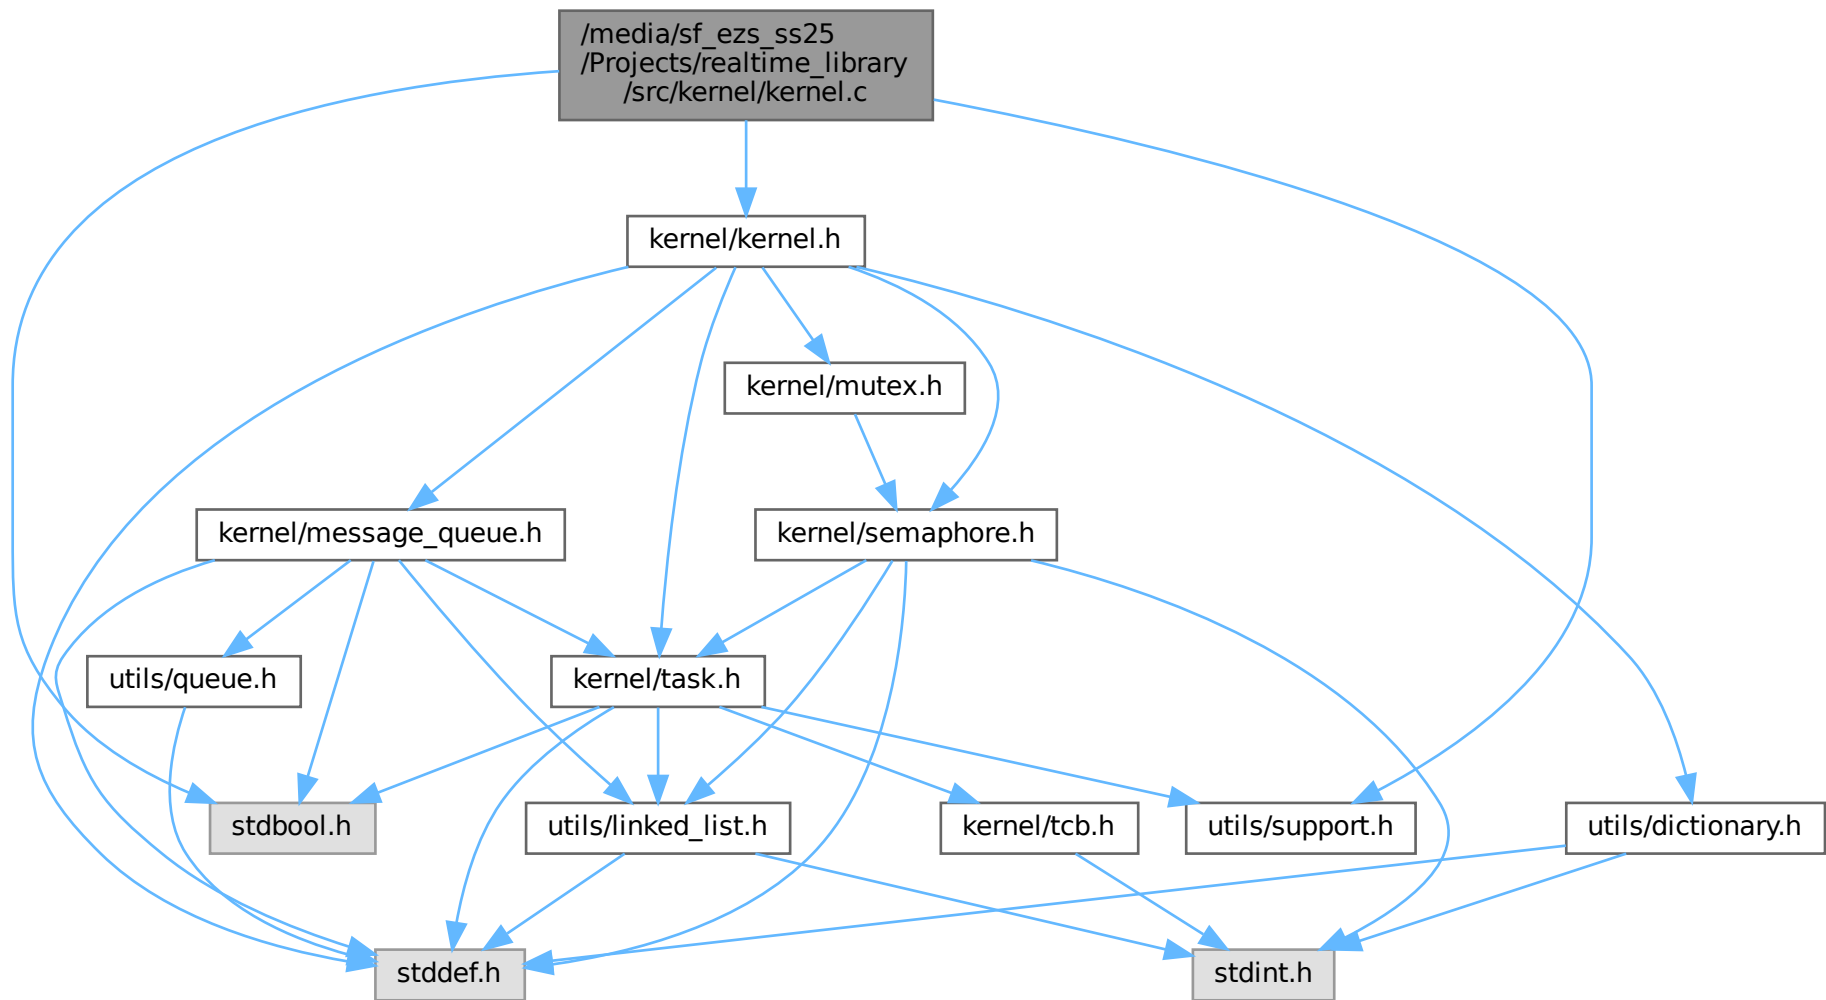 /media/sf_ezs_ss25
/Projects/realtime_library
/src/kernel/kernel.c
kernel/kernel.h
kernel/mutex.h
kernel/message_queue.h
kernel/semaphore.h
utils/queue.h
kernel/task.h
stdbool.h
utils/linked_list.h
kernel/tcb.h
utils/support.h
utils/dictionary.h
stddef.h
stdint.h